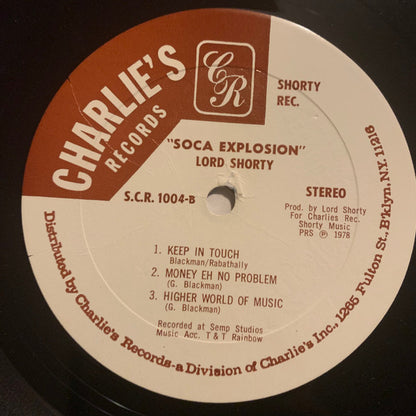 CHARLIE'S
RECORDS
CR
SHORTY
REC.
"SOCA EXPLOSION"
LORD SHORTY
S.C.R. 1004-B
STEREO
Prod. by Lord Shorty
For Charlies Rec.
Shorty Music
PRS Ⓟ 1978
1. KEEP IN TOUCH
Blackman/Rabathally
2. MONEY EH NO PROBLEM
(G. Blackman)
3. HIGHER WORLD OF MUSIC
(G. Blackman)
Recorded at Semp Studios
Music Acc. T & T Rainbow
Distributed by Charlie's Records-a Division of Charlie's Inc., 1265 Fulton St., B'klyn, N.Y. 11216